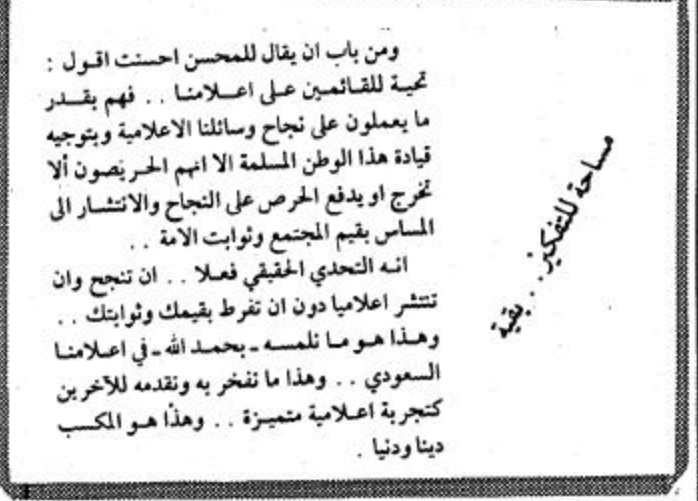 مساحة للتفكير . . بقية
ومن باب ان يقال للمحسن احسنت اقول :
تحية للقائمين على اعلامنا . . فهم بقدر
ما يعملون على نجاح وسائلنا الاعلامية وبتوجيه
قيادة هذا الوطن المسلمة الا انهم الحريصون ألا
تخرج او يدفع الحرص على النجاح والانتشار الى
المساس بقيم المجتمع وثوابت الامة . .
انه التحدي الحقيقي فعلا . . ان تنجح وان
تنتشر اعلاميا دون ان تفرط بقيمك وثوابتك . .
وهذا هو ما نلمسه ـ بحمد الله ـ في اعلامنا
السعودي . . وهذا ما نفخر به ونقدمه للآخرين
كتجربة اعلامية متميزة . . وهذا هو المكسب
دينا ودنيا .